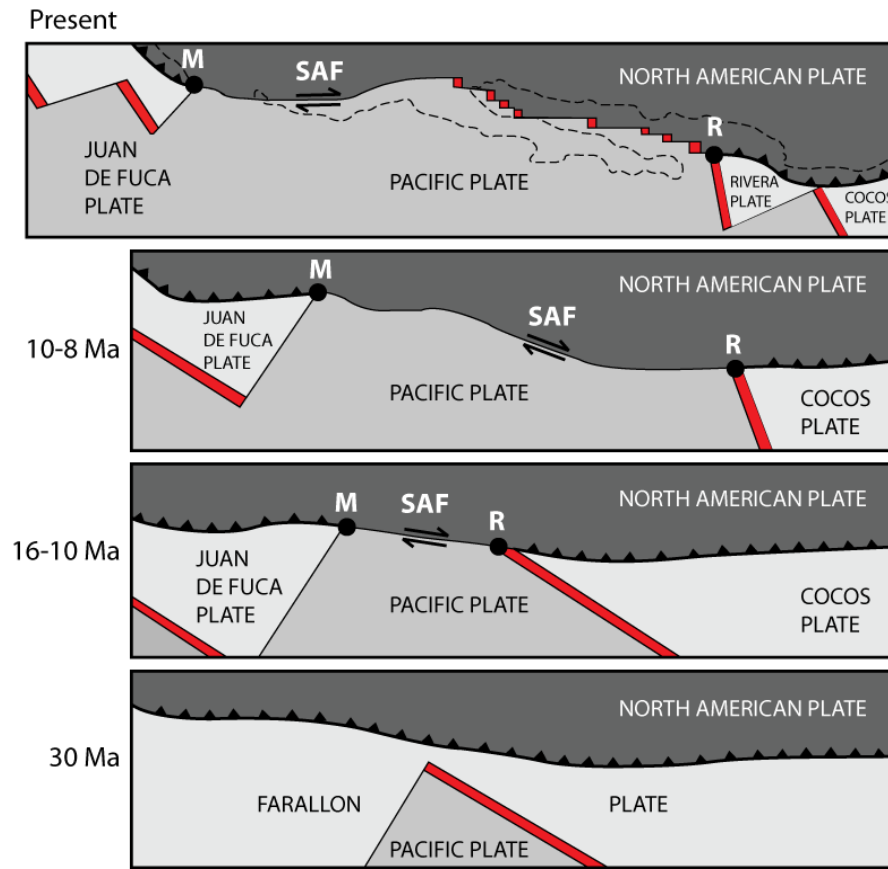 Present
M
SAF
NORTH AMERICAN PLATE
R
JUAN
DE FUCA
PLATE
PACIFIC PLATE
RIVERA
PLATE
COCOS
PLATE
10-8 Ma
M
NORTH AMERICAN PLATE
JUAN
DE FUCA
PLATE
SAF
R
PACIFIC PLATE
COCOS
PLATE
16-10 Ma
M
SAF
R
NORTH AMERICAN PLATE
JUAN
DE FUCA
PLATE
PACIFIC PLATE
COCOS
PLATE
30 Ma
NORTH AMERICAN PLATE
FARALLON PLATE
PACIFIC PLATE